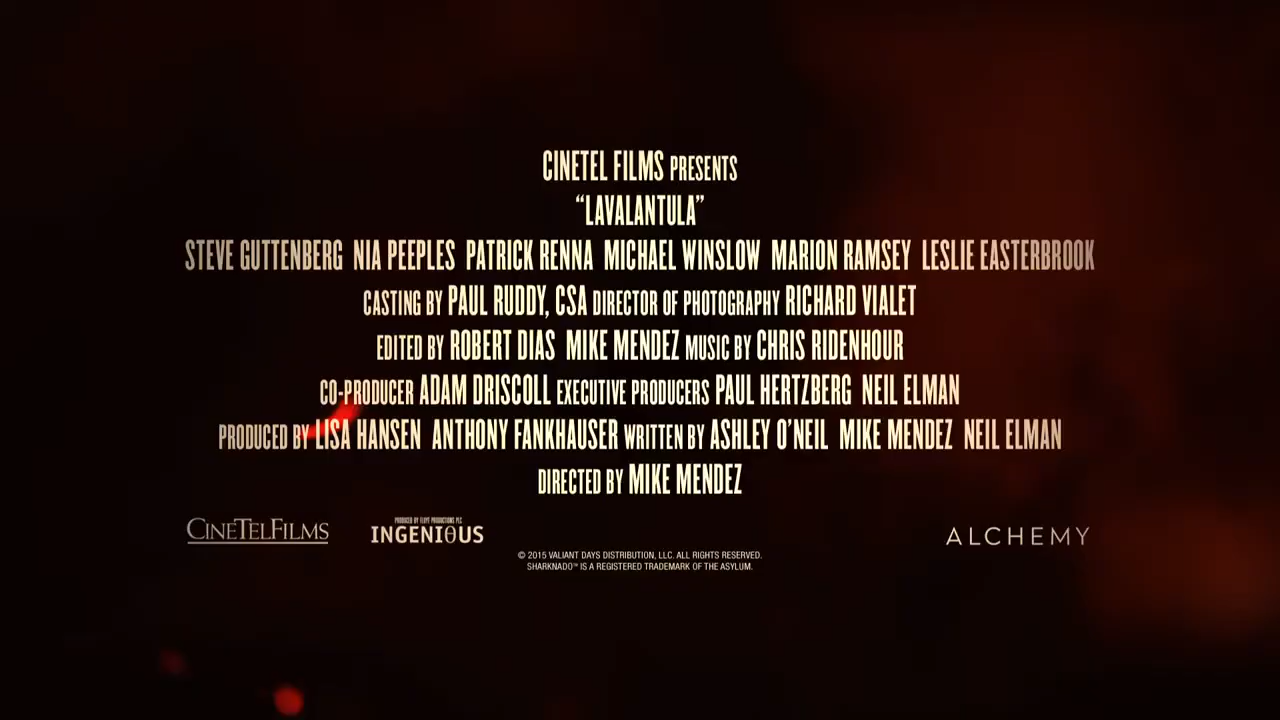 CINETEL FILMS PRESENTS
“LAVALANTULA”
STEVE GUTTENBERG NIA PEEPLES PATRICK RENNA MICHAEL WINSLOW MARION RAMSEY LESLIE EASTERBROOK
CASTING BY PAUL RUDDY, CSA DIRECTOR OF PHOTOGRAPHY RICHARD VIALET
EDITED BY ROBERT DIAS MIKE MENDEZ MUSIC BY CHRIS RIDENHOUR
CO-PRODUCER ADAM DRISCOLL EXECUTIVE PRODUCERS PAUL HERTZBERG NEIL ELMAN
PRODUCED BY LISA HANSEN ANTHONY FANKHAUSER WRITTEN BY ASHLEY O’NEIL MIKE MENDEZ NEIL ELMAN
DIRECTED BY MIKE MENDEZ
CINETELFILMS
PRODUCED BY PRODUCTIONS PLC
INGENIOUS
ALCHEMY
© 2015 VALIANT DAYS DISTRIBUTION, LLC. ALL RIGHTS RESERVED.
SHARKNADO™ IS A REGISTERED TRADEMARK OF THE ASYLUM.